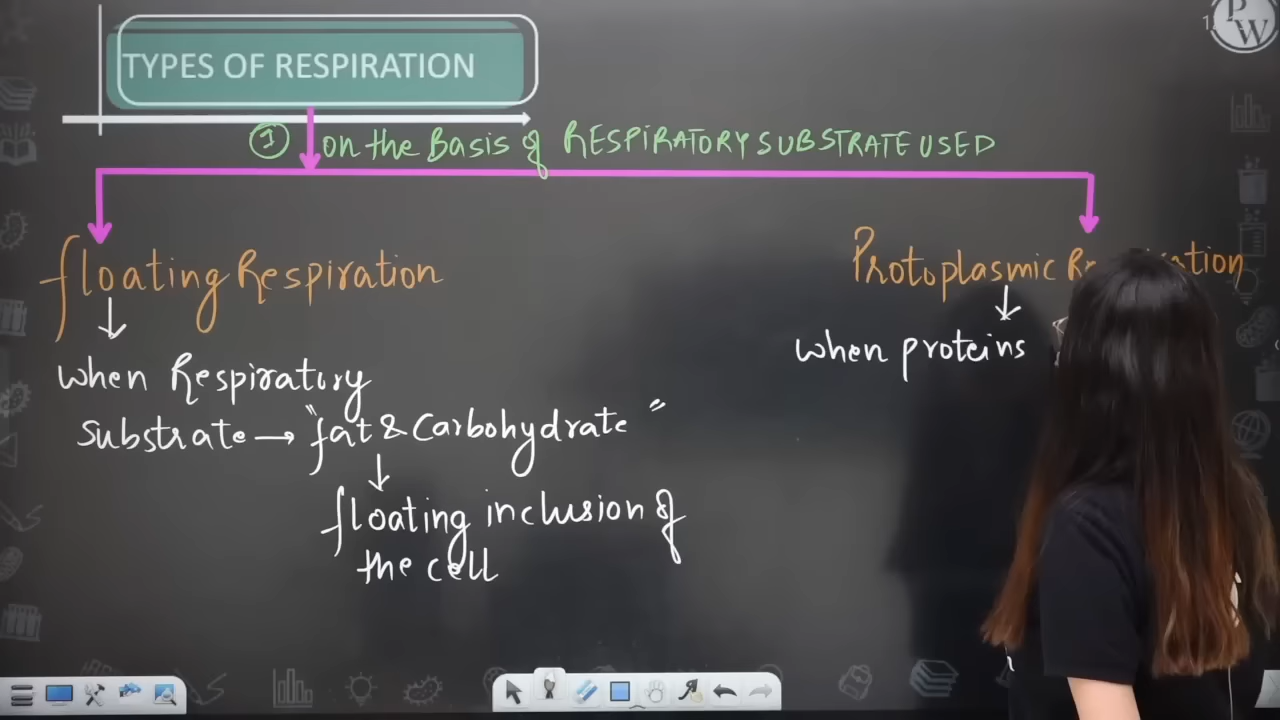 PW
TYPES OF RESPIRATION
① on the Basis of RESPIRATORY SUBSTRATE USED
floating Respiration
Protoplasmic
when Respiratory
substrate → "fat & Carbohydrate"
floating inclusion of
the cell
when proteins